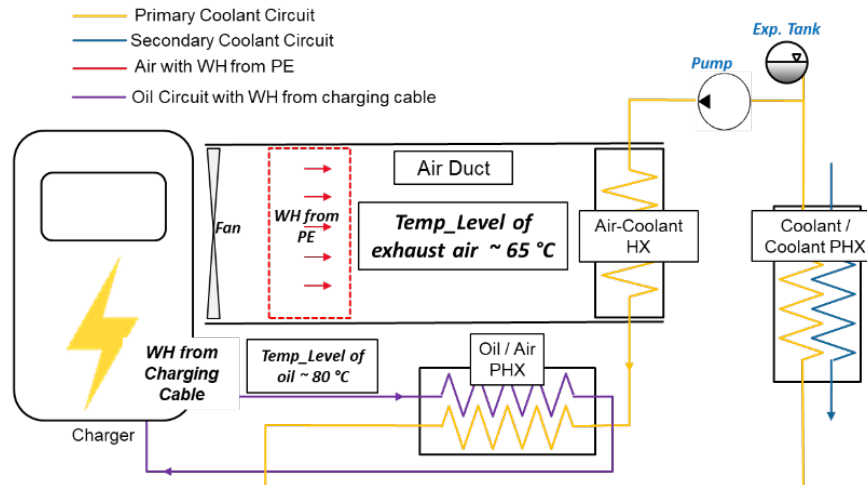 Primary Coolant Circuit
Secondary Coolant Circuit
Air with WH from PE
Oil Circuit with WH from charging cable
Exp. Tank
Pump
Air Duct
Fan
WH from
PE
Temp_Level of
exhaust air ~ 65 °C
Air-Coolant
HX
Coolant /
Coolant PHX
WH from
Charging
Cable
Temp_Level of
oil ~ 80 °C
Oil / Air
PHX
Charger